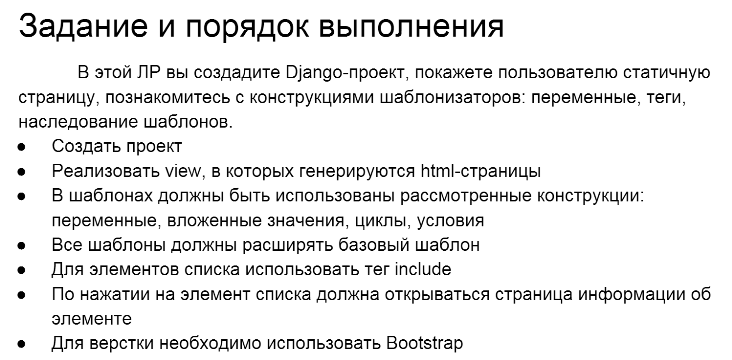 Задание и порядок выполнения
В этой ЛР вы создадите Django-проект, покажете пользователю статичную
страницу, познакомитесь с конструкциями шаблонизаторов: переменные, теги,
наследование шаблонов.
● Создать проект
● Реализовать view, в которых генерируются html-страницы
● В шаблонах должны быть использованы рассмотренные конструкции:
переменные, вложенные значения, циклы, условия
● Все шаблоны должны расширять базовый шаблон
● Для элементов списка использовать тег include
● По нажатии на элемент списка должна открываться страница информации об
элементе
● Для верстки необходимо использовать Bootstrap